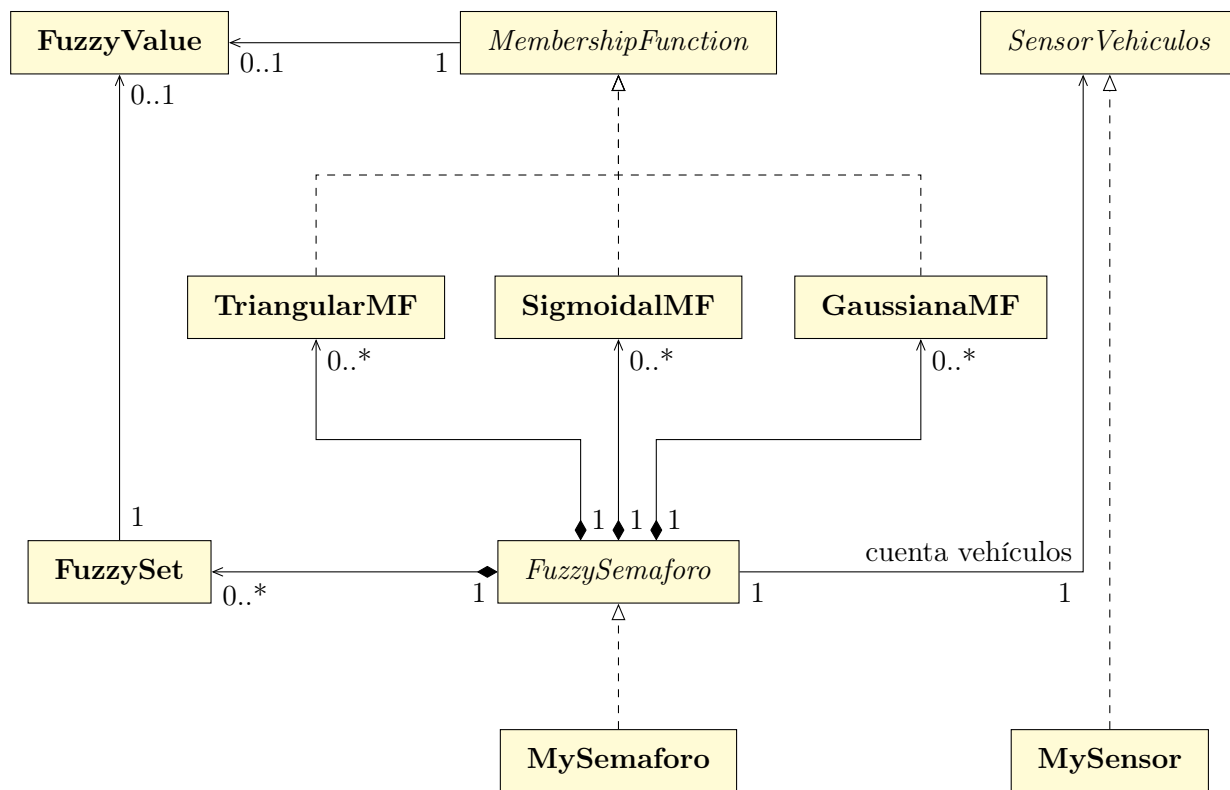 FuzzyValue
MembershipFunction
SensorVehiculos
0..1
1
0..1
TriangularMF
SigmoidalMF
GaussianaMF
0..*
0..*
0..*
1
1
1
1
FuzzySet
FuzzySemaforo
cuenta vehículos
0..*
1
1
1
MySemaforo
MySensor